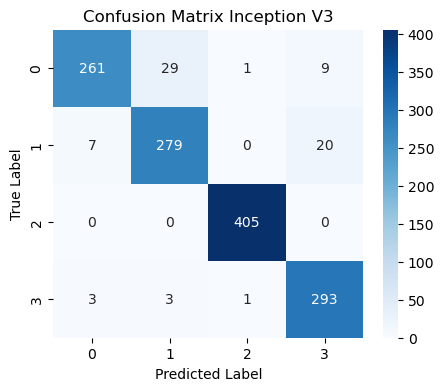 Confusion Matrix Inception V3
True Label
0 261 29 1 9
1 7 279 0 20
2 0 0 405 0
3 3 3 1 293
0 1 2 3
Predicted Label
400
350
300
250
200
150
100
50
0